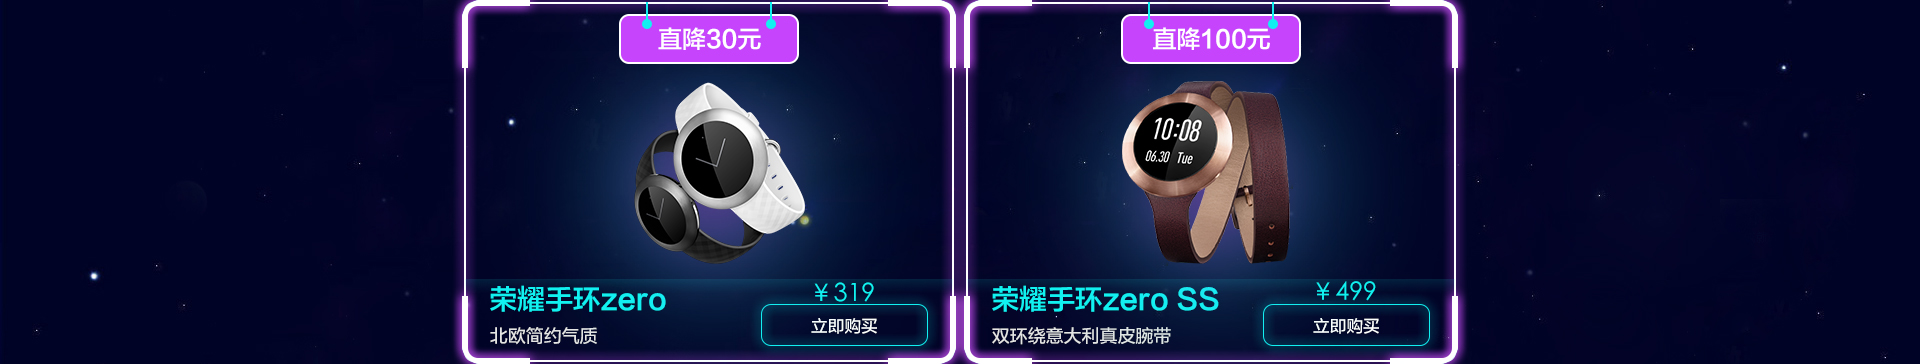 直降30元
荣耀手环zero
北欧简约气质
¥319
立即购买
直降100元
10:08
06.30 Tue
荣耀手环zero SS
双环绕意大利真皮腕带
¥499
立即购买